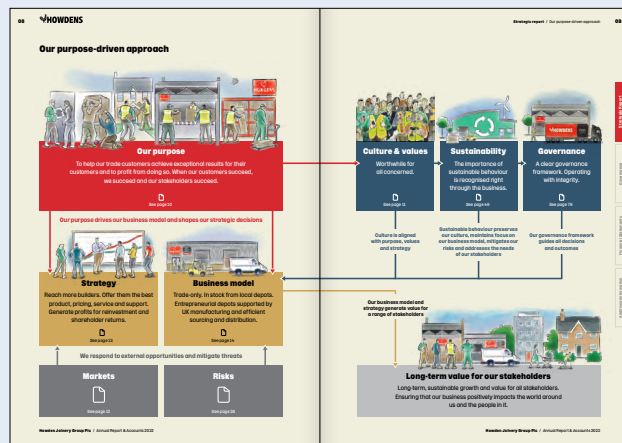 08
HOWDENS
Strategic report / Our purpose-driven approach
09
Our purpose-driven approach
HOWDENS
Our purpose
To help our trade customers achieve exceptional results for their
customers and to profit from doing so. When our customers succeed,
we succeed and our stakeholders succeed.
Culture & values
Worthwhile for
all concerned.
Sustainability
The importance of
sustainable behaviour
is recognised right
through the business.
Governance
A clear governance
framework. Operating
with integrity.
Our purpose drives our business model and shapes our strategic decisions
Culture is aligned
with purpose, values
and strategy
Sustainable behaviour preserves
our culture, maintains focus on
our business model, mitigates our
risks and addresses the needs
of our stakeholders
Our governance framework
guides all decisions
and outcomes
Strategy
Reach more builders. Offer them the best
product, pricing, service and support.
Generate profits for reinvestment and
shareholder returns.
Business model
Trade-only. In stock from local depots.
Entrepreneurial depots supported by
UK manufacturing and efficient
sourcing and distribution.
Our business model and
strategy generate value for
a range of stakeholders
We respond to external opportunities and mitigate threats
Markets
Risks
Long-term value for our stakeholders
Long-term, sustainable growth and value for all stakeholders.
Ensuring that our business positively impacts the world around
us and the people in it.
Howden Joinery Group Plc / Annual Report & Accounts 2022
Howden Joinery Group Plc / Annual Report & Accounts 2022